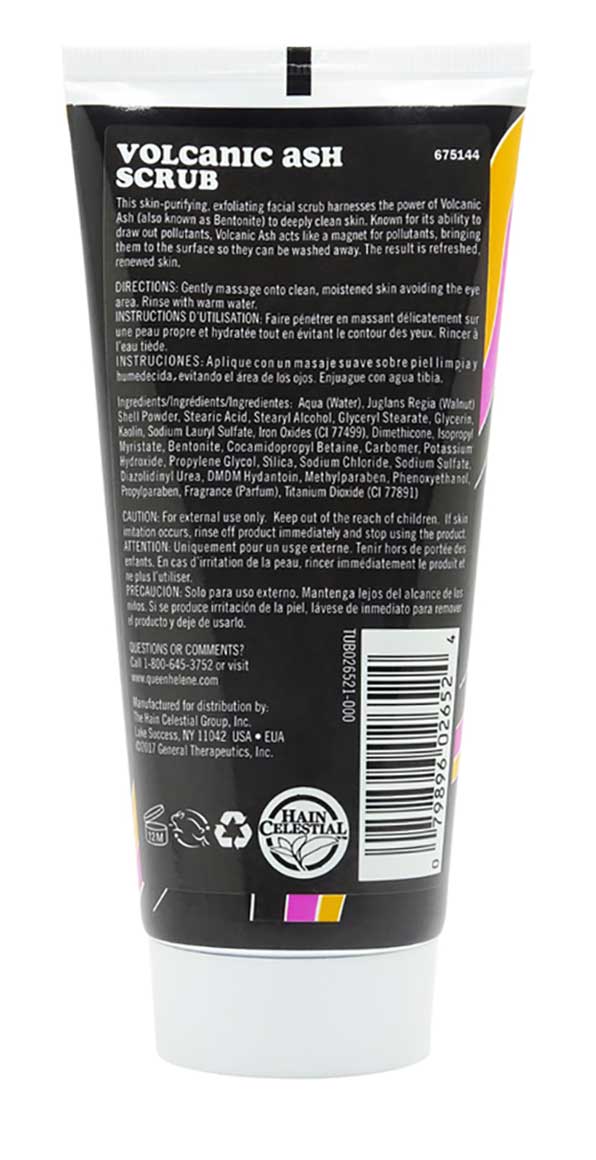 VOLCANIC ASH
SCRUB
675144
This skin-purifying, exfoliating facial scrub harnesses the power of Volcanic
Ash (also known as Bentonite) to deeply clean skin. Known for its ability to
draw out pollutants, Volcanic Ash acts like a magnet for pollutants, bringing
them to the surface so they can be washed away. The result is refreshed,
renewed skin.
DIRECTIONS: Gently massage onto clean, moistened skin avoiding the eye
area. Rinse with warm water.
INSTRUCTIONS D'UTILISATION: Faire pénétrer en massant délicatement sur
une peau propre et hydratée tout en évitant le contour des yeux. Rincer à
l'eau tiède.
INSTRUCIONES: Aplique con un masaje suave sobre piel limpia y
humedecida, evitando el área de los ojos. Enjuague con agua tibia.
Ingredients/Ingrédients/Ingredientes: Aqua (Water), Juglans Regia (Walnut)
Shell Powder, Stearic Acid, Stearyl Alcohol, Glyceryl Stearate, Glycerin,
Kaolin, Sodium Lauryl Sulfate, Iron Oxides (CI 77499), Dimethicone, Isopropyl
Myristate, Bentonite, Cocamidopropyl Betaine, Carbomer, Potassium
Hydroxide, Propylene Glycol, Silica, Sodium Chloride, Sodium Sulfate,
Diazolidinyl Urea, DMDM Hydantoin, Methylparaben, Phenoxyethanol,
Propylparaben, Fragrance (Parfum), Titanium Dioxide (CI 77891)
CAUTION: For external use only. Keep out of the reach of children. If skin
irritation occurs, rinse off product immediately and stop using the product.
ATTENTION: Uniquement pour un usge externe. Tenir hors de portée des
enfants. En cas d'irritation de la peau, rincer immédiatement le produit et
ne plus l'utiliser.
PRECAUCIÓN: Solo para uso externo. Mantenga lejos del alcance de los
niños. Si se produce irritación de la piel, lávese de inmediato para remover
el producto y deje de usarlo.
QUESTIONS OR COMMENTS?
Call 1-800-645-3752 or visit
www.queenhelene.com
Manufactured for distribution by:
The Hain Celestial Group, Inc.
Lake Success, NY 11042 USA • EUA
©2017 General Therapeutics, Inc.
TUB026521-000
0 79896 02652 4
12M
HAIN
CELESTIAL